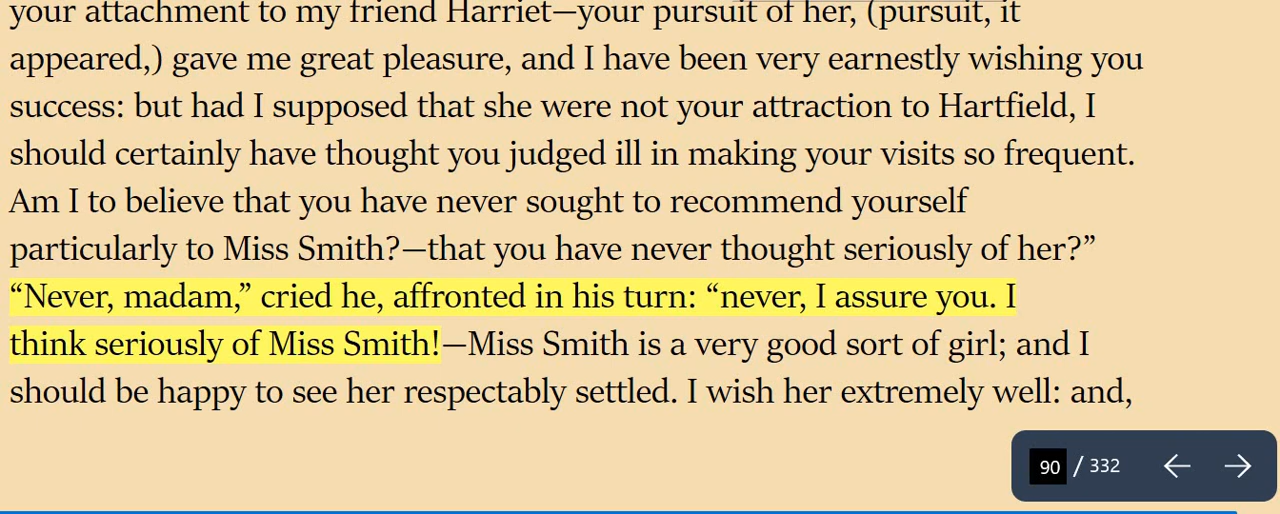 your attachment to my friend Harriet—your pursuit of her, (pursuit, it
appeared,) gave me great pleasure, and I have been very earnestly wishing you
success: but had I supposed that she were not your attraction to Hartfield, I
should certainly have thought you judged ill in making your visits so frequent.
Am I to believe that you have never sought to recommend yourself
particularly to Miss Smith?—that you have never thought seriously of her?”
“Never, madam,” cried he, affronted in his turn: “never, I assure you. I
think seriously of Miss Smith!—Miss Smith is a very good sort of girl; and I
should be happy to see her respectably settled. I wish her extremely well: and,
90 / 332